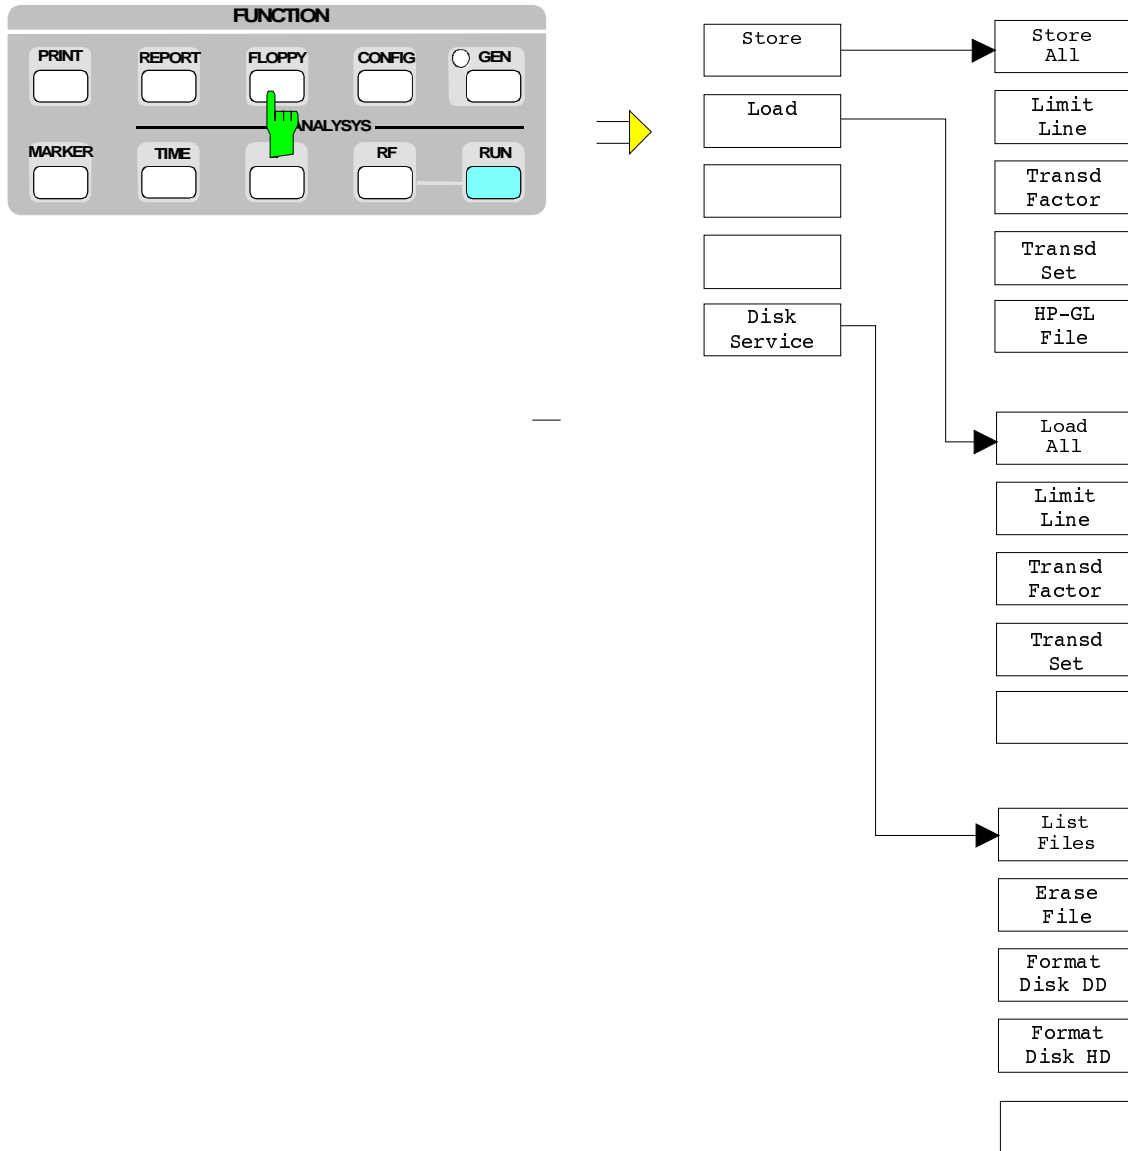 FUNCTION
PRINT
REPORT
FLOPPY
CONFIG
GEN
ANALYSYS
MARKER
TIME
RF
RUN
Store
Load
Disk
Service
Store
All
Limit
Line
Transd
Factor
Transd
Set
HP-GL
File
Load
All
Limit
Line
Transd
Factor
Transd
Set
List
Files
Erase
File
Format
Disk DD
Format
Disk HD